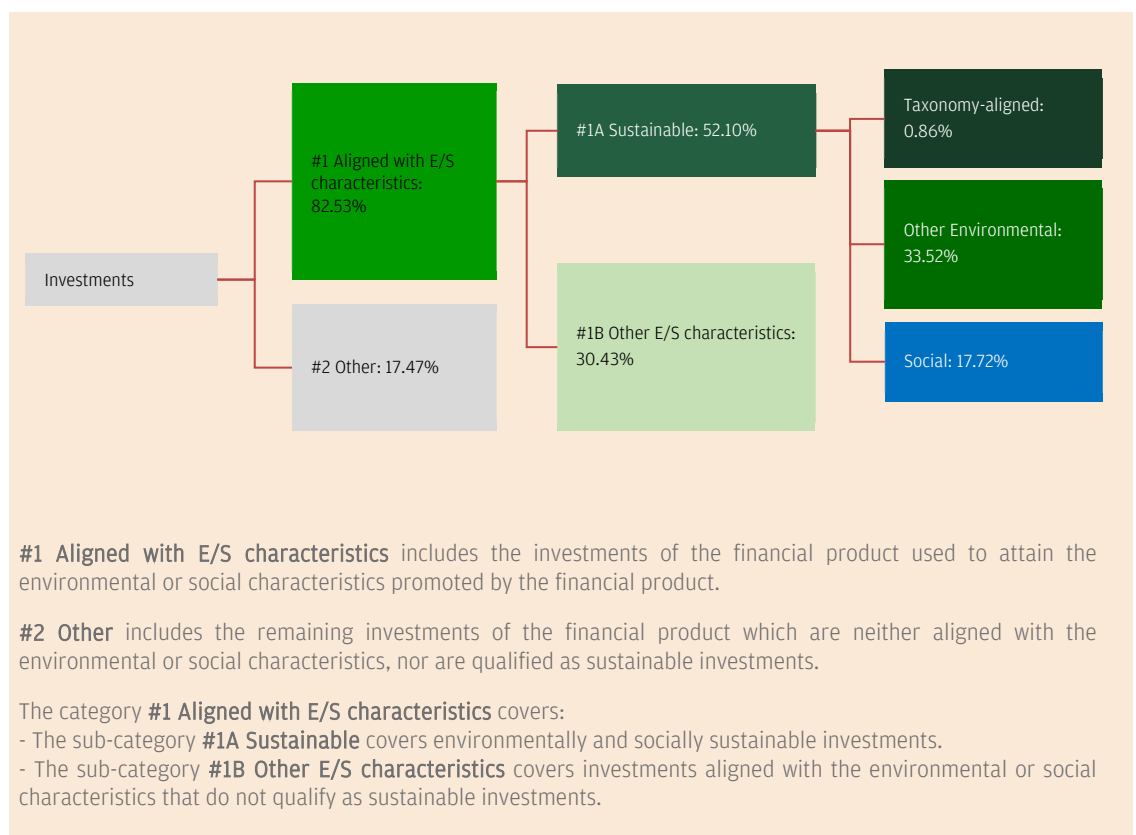 Investments
#1 Aligned with E/S
characteristics:
82.53%
#2 Other: 17.47%
#1A Sustainable: 52.10%
#1B Other E/S characteristics:
30.43%
Taxonomy-aligned:
0.86%
Other Environmental:
33.52%
Social: 17.72%
#1 Aligned with E/S characteristics includes the investments of the financial product used to attain the
environmental or social characteristics promoted by the financial product.
#2 Other includes the remaining investments of the financial product which are neither aligned with the
environmental or social characteristics, nor are qualified as sustainable investments.
The category #1 Aligned with E/S characteristics covers:
- The sub-category #1A Sustainable covers environmentally and socially sustainable investments.
- The sub-category #1B Other E/S characteristics covers investments aligned with the environmental or social
characteristics that do not qualify as sustainable investments.